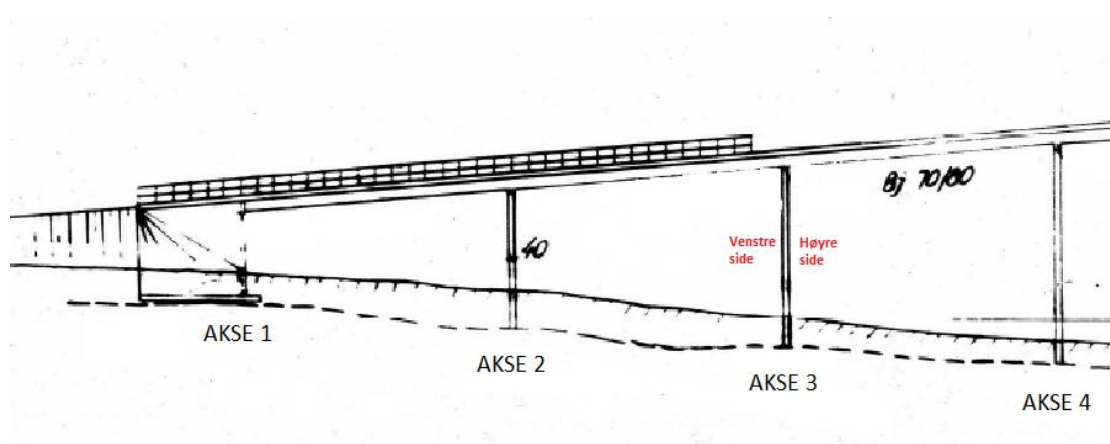 Bj 70/80
40
Venstre
side
Høyre
side
AKSE 1
AKSE 2
AKSE 3
AKSE 4